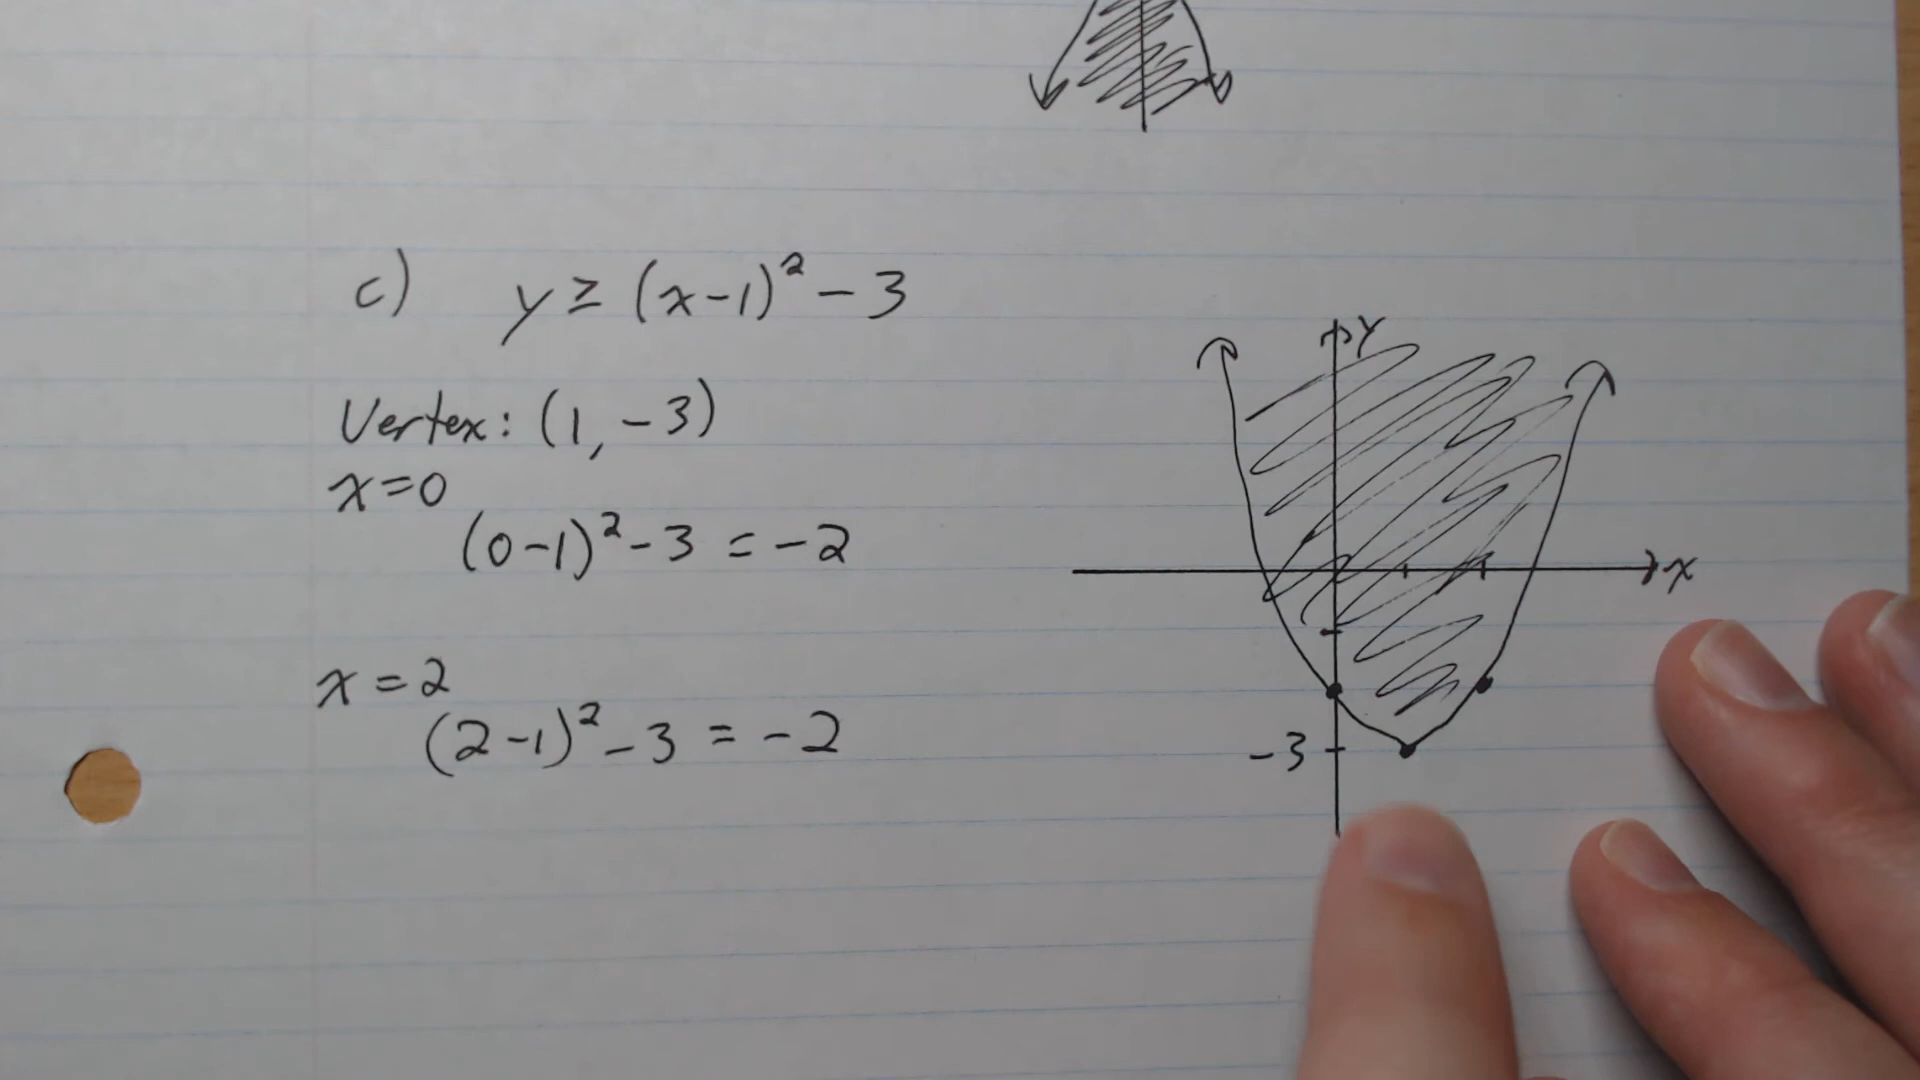 c) y ≥ (x-1)² - 3
Vertex: (1, -3)
x=0
(0-1)² - 3 = -2
x = 2
(2-1)² - 3 = -2
y
x
-3